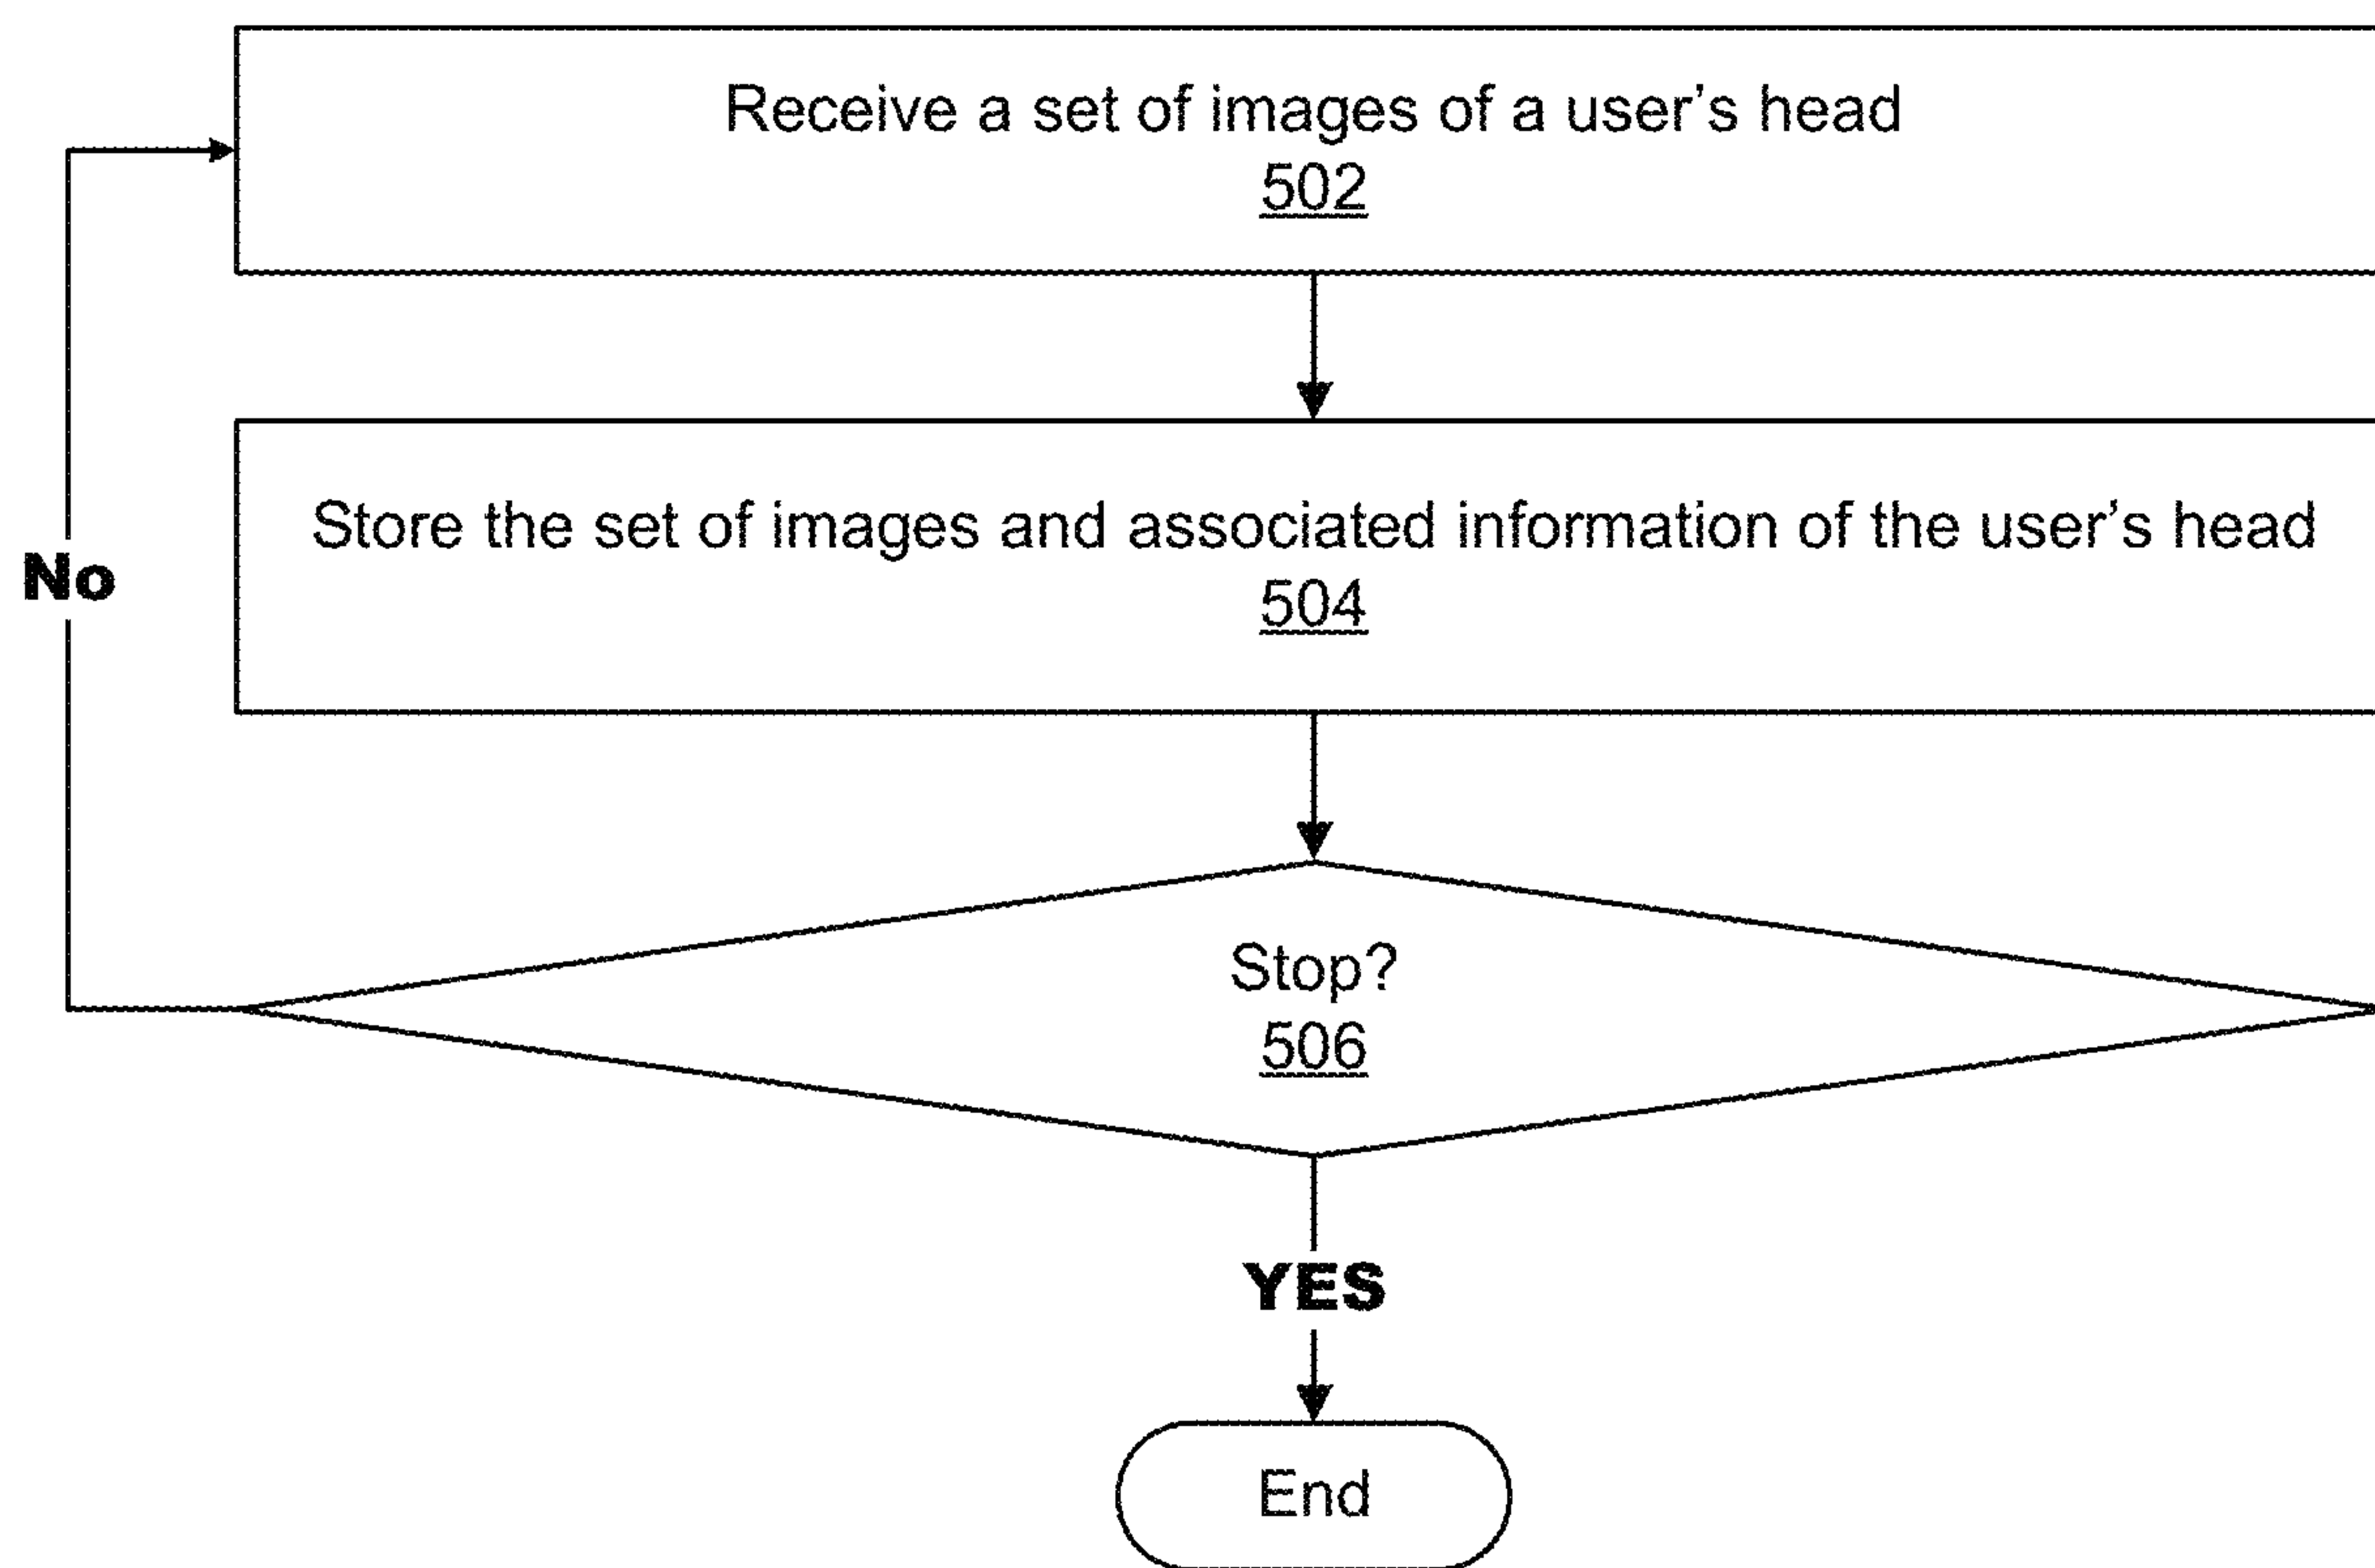 Receive a set of images of a user’s head
502
Store the set of images and associated information of the user’s head
504
No
Stop?
506
YES
End